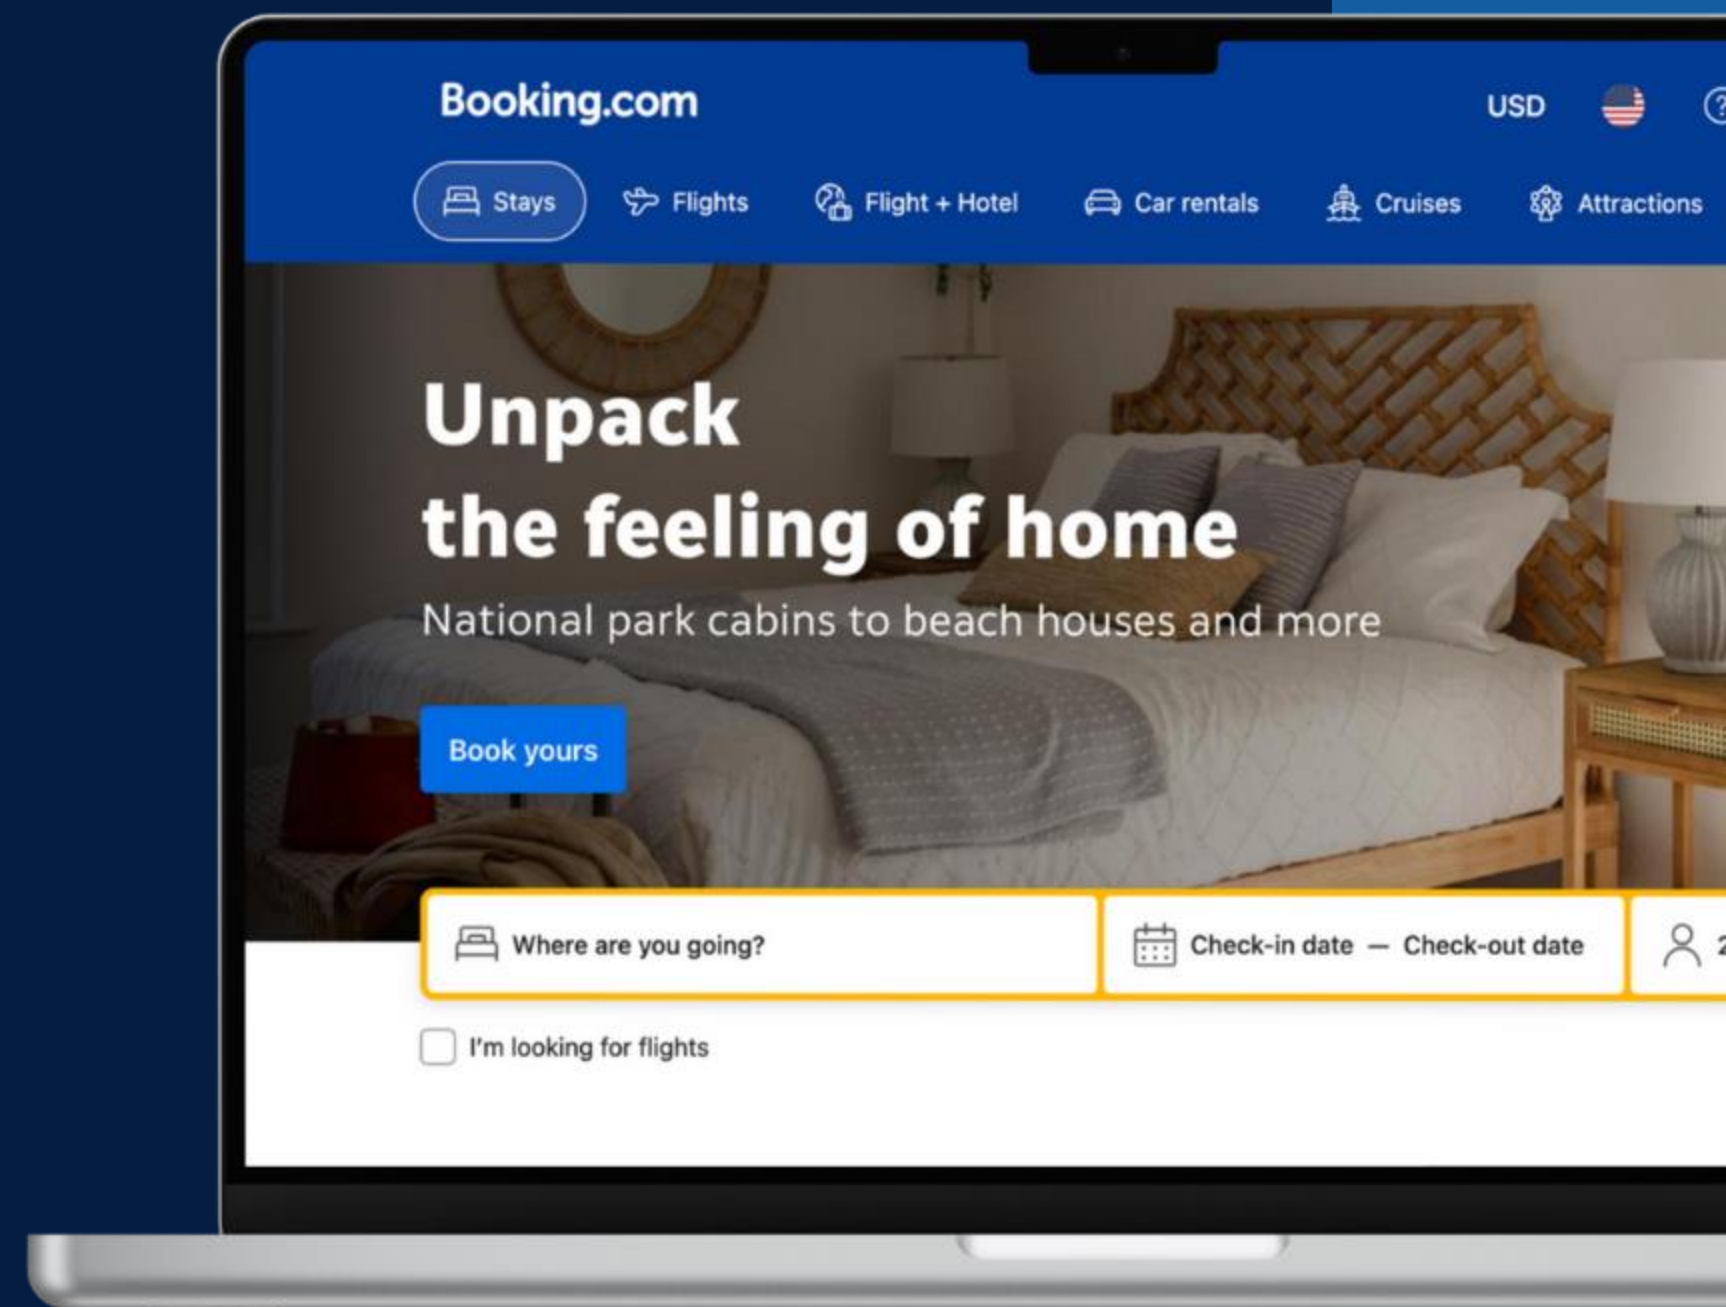 Booking.com
USD
Stays Flights Flight + Hotel Car rentals Cruises Attractions
Unpack
the feeling of home
National park cabins to beach houses and more
Book yours
Where are you going? Check-in date — Check-out date
I'm looking for flights